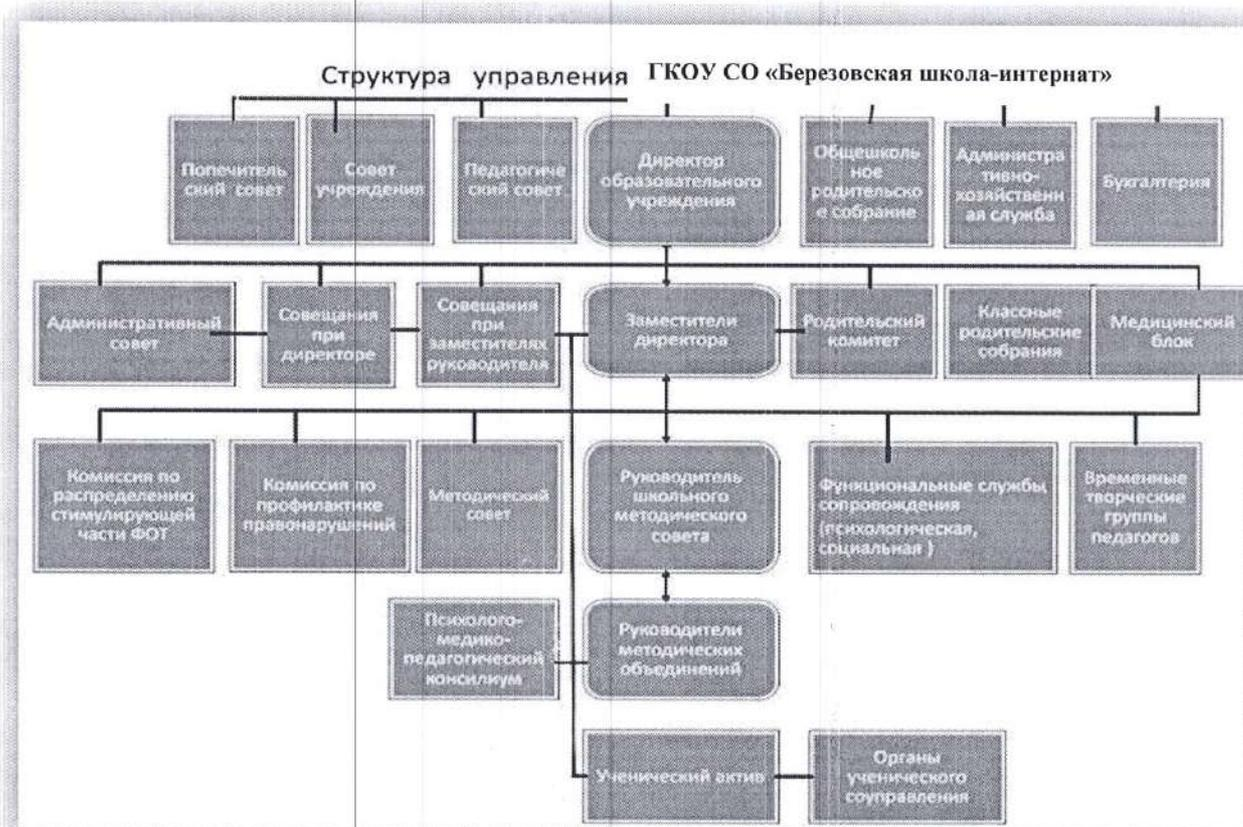 Структура управления ГКОУ СО «Березовская школа-интернат»
Попечитель
ский совет
Совет
учреждения
Педагогиче
ский совет
Директор
образовательного
учреждения
Общешколь
ное
родительско
е собрание
Администра
тивно-
хозяйственн
ая служба
Бухгалтерия
Административный
совет
Совещания
при
директоре
Совещания
при
заместителях
руководителя
Заместители
директора
Родительский
комитет
Классные
родительские
собрания
Медицинский
блок
Комиссия по
распределению
стимулирующей
части ФОТ
Комиссия по
профилактике
правонарушений
Методический
совет
Руководитель
школьного
методического
совета
Функциональные службы
сопровождения
(психологическая,
социальная )
Временные
творческие
группы
педагогов
Психолого-
медико-
педагогический
консилиум
Руководители
методических
объединений
Ученический актив
Органы
ученического
соуправления